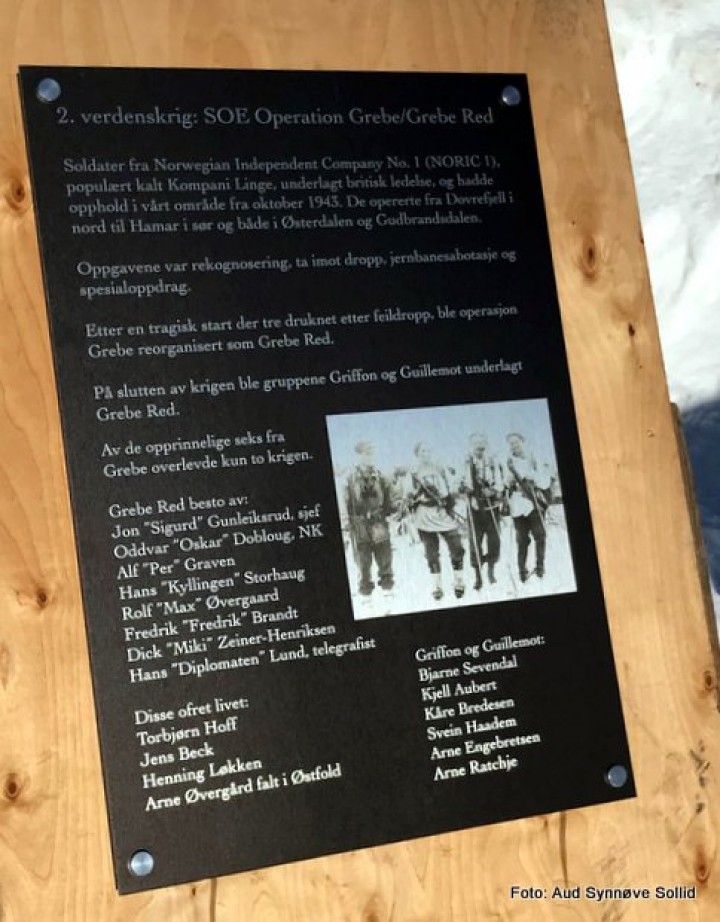 2. verdenskrig: SOE Operation Grebe/Grebe Red
Soldater fra Norwegian Independent Company No. 1 (NORIC 1),
populært kalt Kompani Linge, underlagt britisk ledelse, og hadde
opphold i vårt område fra oktober 1943. De opererte fra Dovrefjell i
nord til Hamar i sør og både i Østerdalen og Gudbrandsdalen.
Oppgavene var rekognosering, ta imot dropp, jernbanesabotasje og
spesialoppdrag.
Etter en tragisk start der tre druknet etter feildropp, ble operasjon
Grebe reorganisert som Grebe Red.
På slutten av krigen ble gruppene Griffon og Guillemot underlagt
Grebe Red.
Av de opprinnelige seks fra
Grebe overlevde kun to krigen.
Grebe Red besto av:
Jon "Sigurd" Gunleiksrud, sjef
Oddvar "Oskar" Dobloug, NK
Alf "Per" Graven
Hans "Kyllingen" Storhaug
Rolf "Max" Øvergaard
Fredrik "Fredrik" Brandt
Dick "Miki" Zeiner-Henriksen
Hans "Diplomaten" Lund, telegrafist
Disse ofret livet:
Torbjørn Hoff
Jens Beck
Henning Løkken
Arne Øvergård falt i Østfold
Griffon og Guillemot:
Bjarne Sevendal
Kjell Aubert
Kåre Bredesen
Svein Haadem
Arne Engebretsen
Arne Ratchje
Foto: Aud Synnøve Sollid